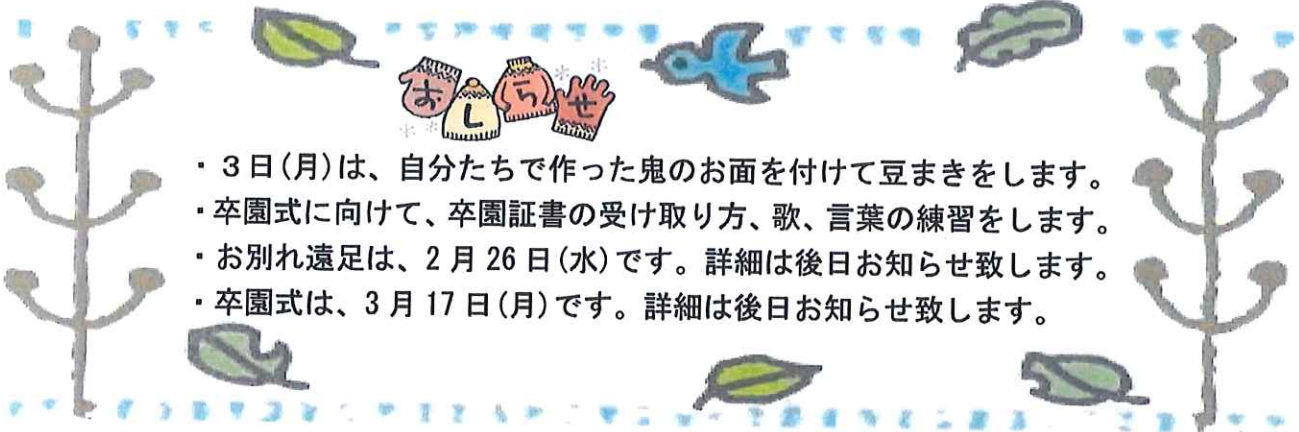 おしらせ
・３日(月)は、自分たちで作った鬼のお面を付けて豆まきをします。
・卒園式に向けて、卒園証書の受け取り方、歌、言葉の練習をします。
・お別れ遠足は、2月26日(水)です。詳細は後日お知らせ致します。
・卒園式は、3月17日(月)です。詳細は後日お知らせ致します。